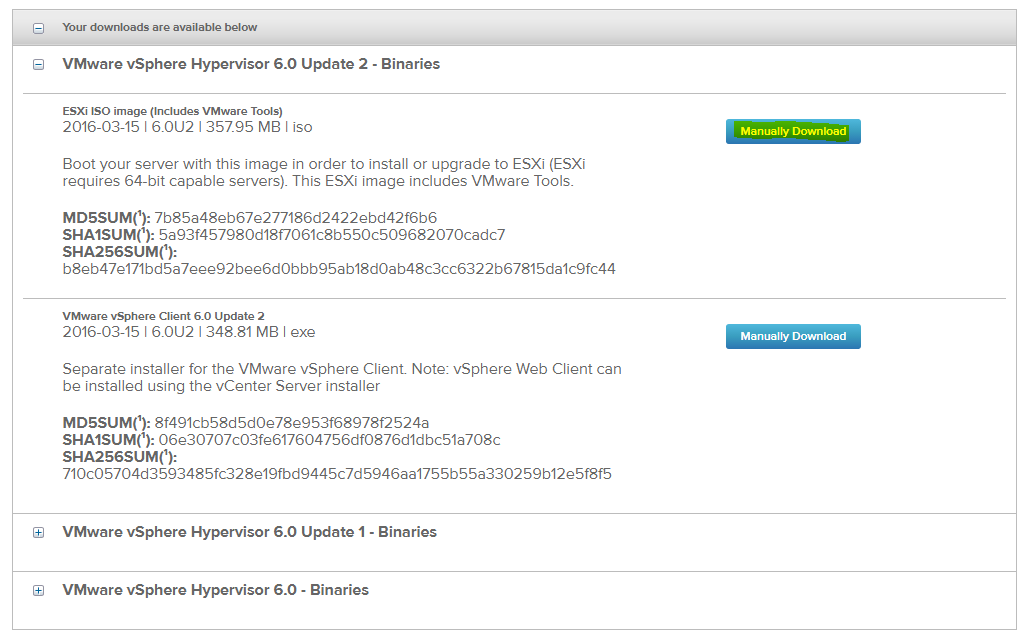 Your downloads are available below
VMware vSphere Hypervisor 6.0 Update 2 - Binaries
ESXi ISO image (Includes VMware Tools)
2016-03-15 | 6.0U2 | 357.95 MB | iso
Manually Download
Boot your server with this image in order to install or upgrade to ESXi (ESXi
requires 64-bit capable servers). This ESXi image includes VMware Tools.
MD5SUM(¹): 7b85a48eb67e277186d2422ebd42f6b6
SHA1SUM(¹): 5a93f457980d18f7061c8b550c509682070cadc7
SHA256SUM(¹):
b8eb47e171bd5a7eee92bee6d0bbb95ab18d0ab48c3cc6322b67815da1c9fc44
VMware vSphere Client 6.0 Update 2
2016-03-15 | 6.0U2 | 348.81 MB | exe
Manually Download
Separate installer for the VMware vSphere Client. Note: vSphere Web Client can
be installed using the vCenter Server installer
MD5SUM(¹): 8f491cb58d5d0e78e953f68978f2524a
SHA1SUM(¹): 06e30707c03fe617604756df0876d1dbc51a708c
SHA256SUM(¹):
710c05704d3593485fc328e19fbd9445c7d5946aa1755b55a330259b12e5f8f5
VMware vSphere Hypervisor 6.0 Update 1 - Binaries
VMware vSphere Hypervisor 6.0 - Binaries